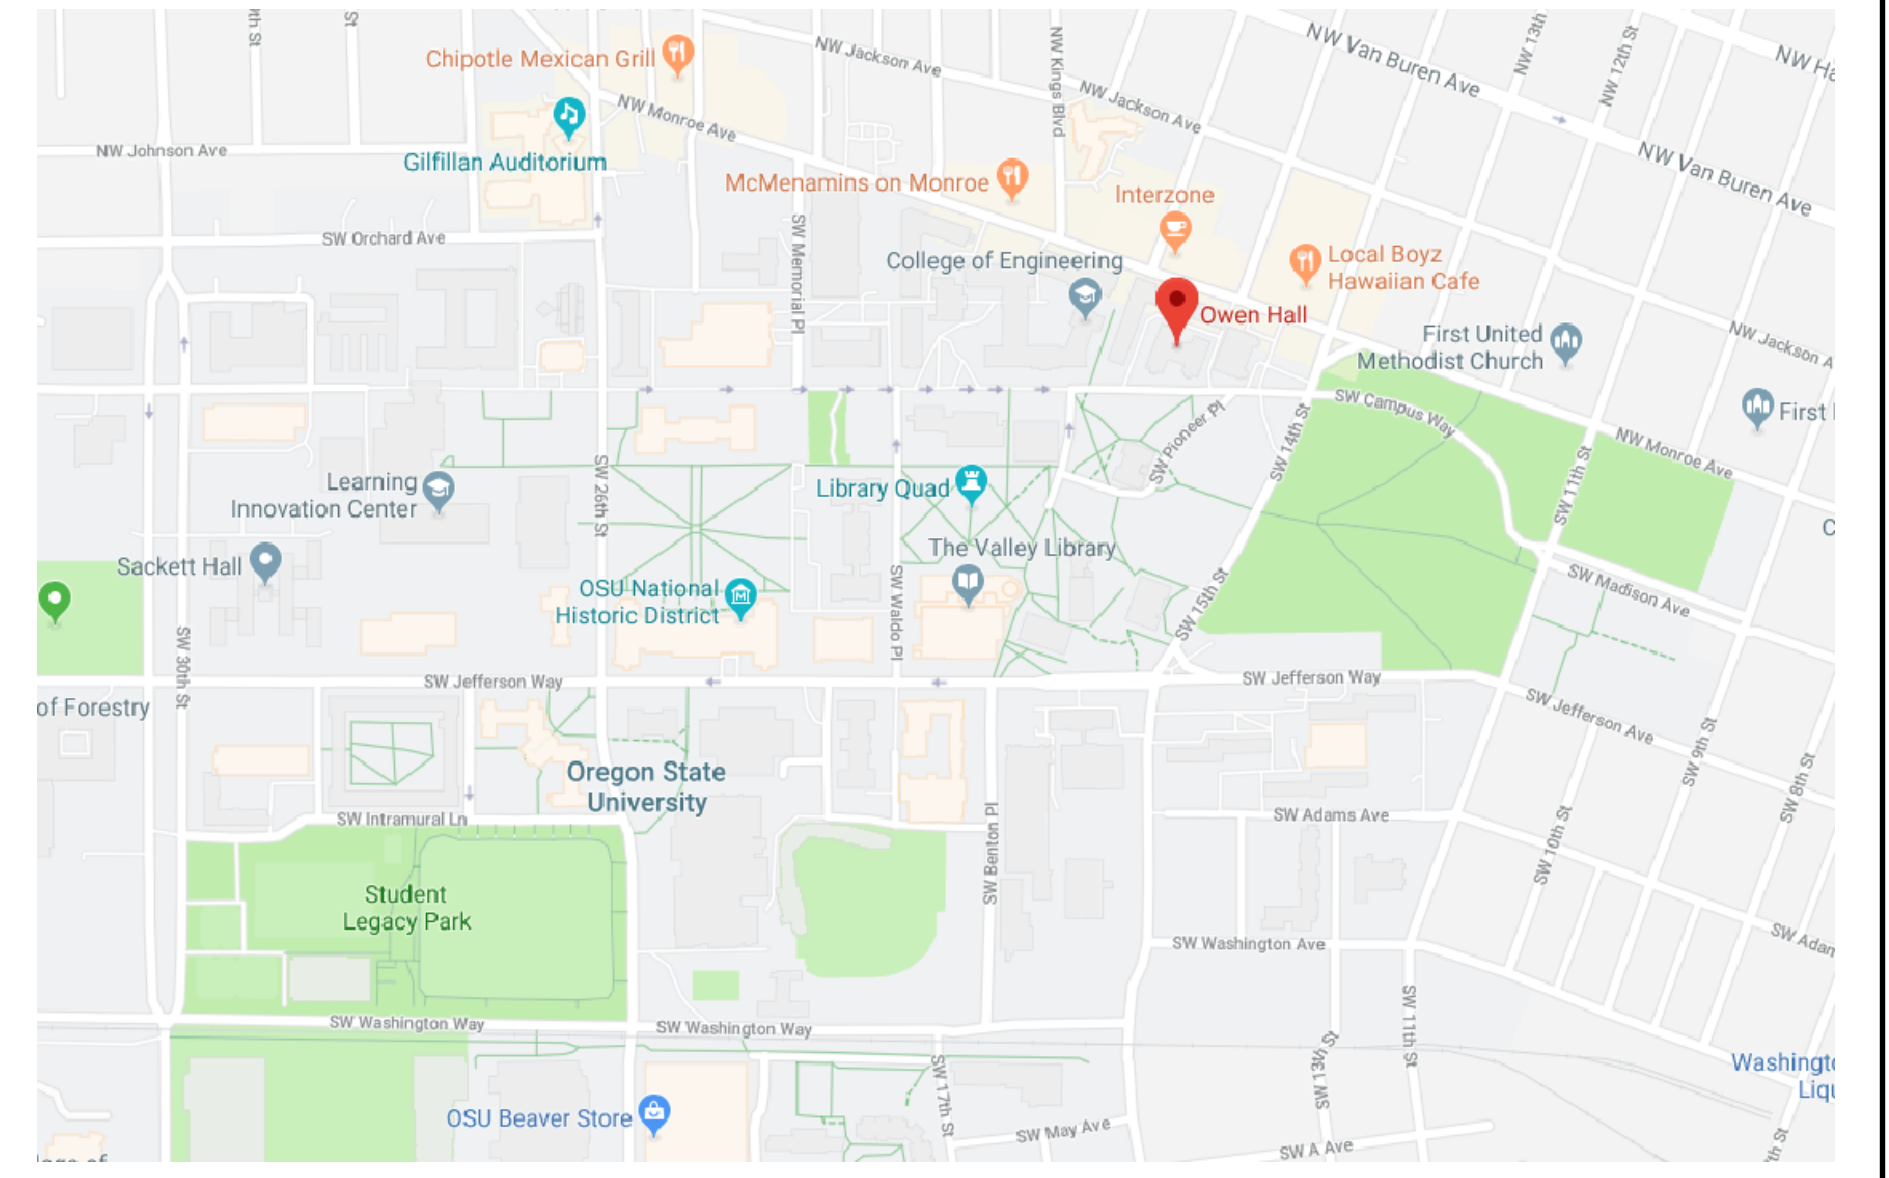 NW 13th
NW 12th St
NW Van Buren Ave
NW Jackson Ave
NW Kings Blvd
Chipotle Mexican Grill
NW Jackson Ave
NW Monroe Ave
NW Johnson Ave
Gilfillan Auditorium
NW Van Buren Ave
McMenamins on Monroe
Interzone
SW Orchard Ave
SW Memorial Pl
College of Engineering
Local Boyz
Hawaiian Cafe
Owen Hall
First United
Methodist Church
NW Jackson A
SW Campus Way
First
SW Pioneer Pl
SW 14th St
NW Monroe Ave
Learning
Innovation Center
SW 26th St
Library Quad
SW 11th St
The Valley Library
Sackett Hall
OSU National
Historic District
SW Waldo Pl
SW 15th St
SW Madison Ave
SW 30th St
SW Jefferson Way
SW Jefferson Way
of Forestry
SW Jefferson Ave
SW 9th St
Oregon State
University
SW 8th St
SW Intramural Ln
SW Adams Ave
SW Benton Pl
SW 10th St
Student
Legacy Park
SW Washington Ave
SW Adam
SW Washington Way
SW Washington Way
SW 11th St
SW 13th St
SW 17th St
Washingt
Liqu
OSU Beaver Store
SW May Ave
SW A Ave